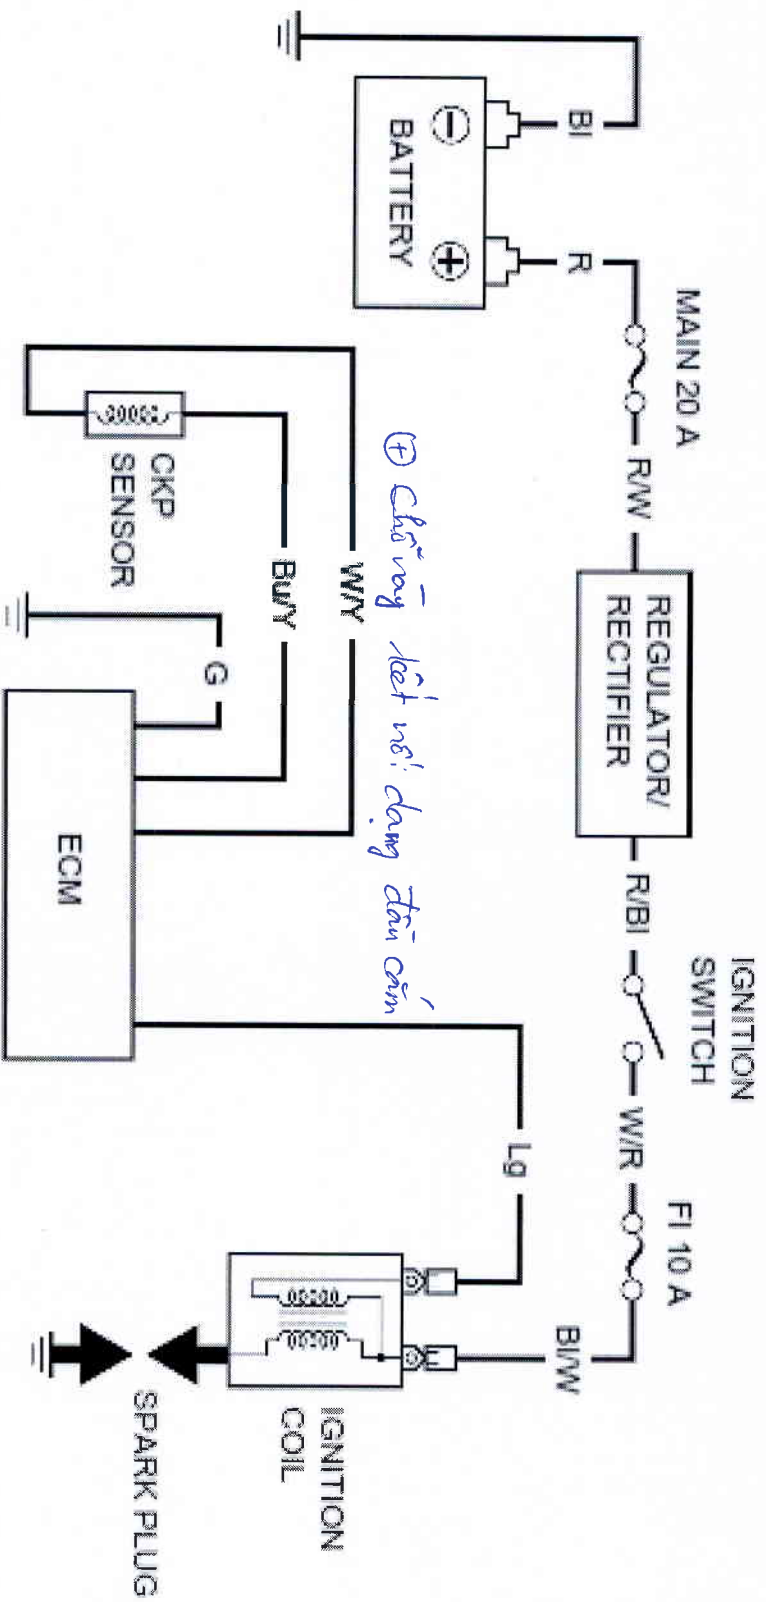 IGNITION
SWITCH
MAIN 20 A
FI 10 A
R/W
REGULATOR/
RECTIFIER
R/Bl
W/R
Bl
R
Bl/W
Lg
⊖ ⊕
BATTERY
⊕ Chỗ này kết nối dạng đầu cắm
W/Y
Bu/Y
IGNITION
COIL
G
CKP
SENSOR
ECM
SPARK PLUG